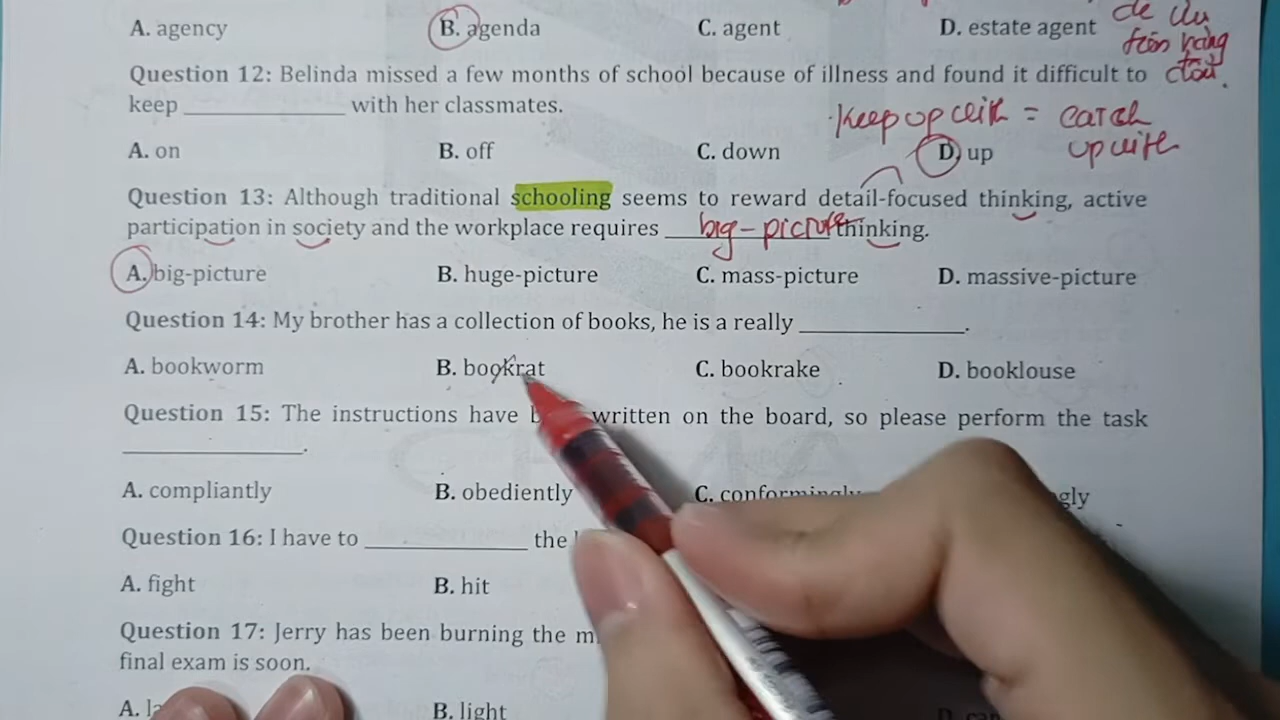 A. agency B. agenda C. agent D. estate agent
Question 12: Belinda missed a few months of school because of illness and found it difficult to
keep ____________ with her classmates.
keep up with = catch
up with
A. on B. off C. down D. up
Question 13: Although traditional schooling seems to reward detail-focused thinking, active
participation in society and the workplace requires ____________ thinking.
big-picture
A. big-picture B. huge-picture C. mass-picture D. massive-picture
Question 14: My brother has a collection of books, he is a really ____________.
A. bookworm B. bookrat C. bookrake D. booklouse
Question 15: The instructions have written on the board, so please perform the task
____________.
A. compliantly B. obediently C. conformingly
Question 16: I have to ____________ the
A. fight B. hit
Question 17: Jerry has been burning the
final exam is soon.
A. B. light